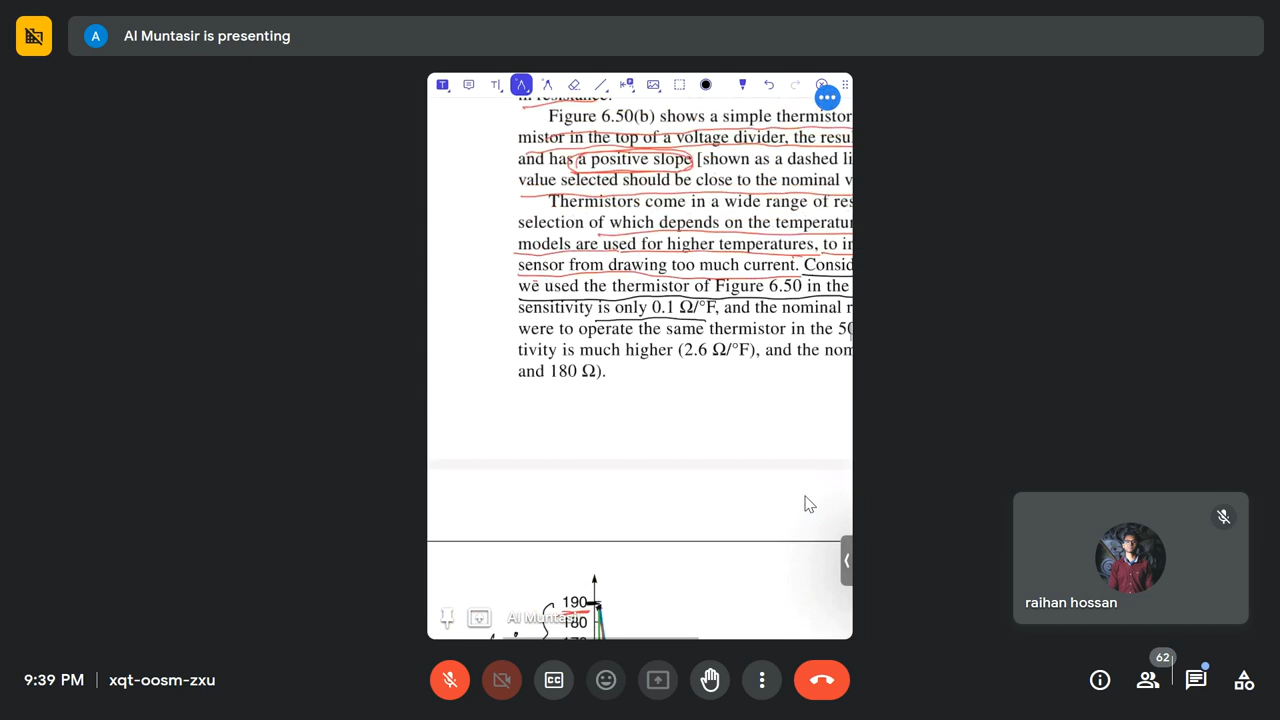 A
Al Muntasir is presenting
in resistance.
Figure 6.50(b) shows a simple thermistor
mistor in the top of a voltage divider, the resu
and has a positive slope [shown as a dashed li
value selected should be close to the nominal v
Thermistors come in a wide range of res
selection of which depends on the temperatur
models are used for higher temperatures, to in
sensor from drawing too much current. Consid
we used the thermistor of Figure 6.50 in the
sensitivity is only 0.1 Ω/°F, and the nominal r
were to operate the same thermistor in the 50
tivity is much higher (2.6 Ω/°F), and the nom
and 180 Ω).
190
Al Muntasir
180
raihan hossan
9:39 PM | xqt-oosm-zxu
CC
62